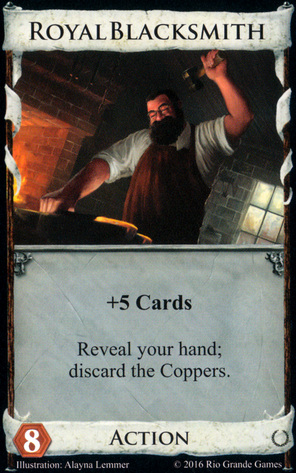 ROYAL BLACKSMITH
+5 Cards
Reveal your hand;
discard the Coppers.
8
ACTION
Illustration: Alayna Lemmer © 2016 Rio Grande Games